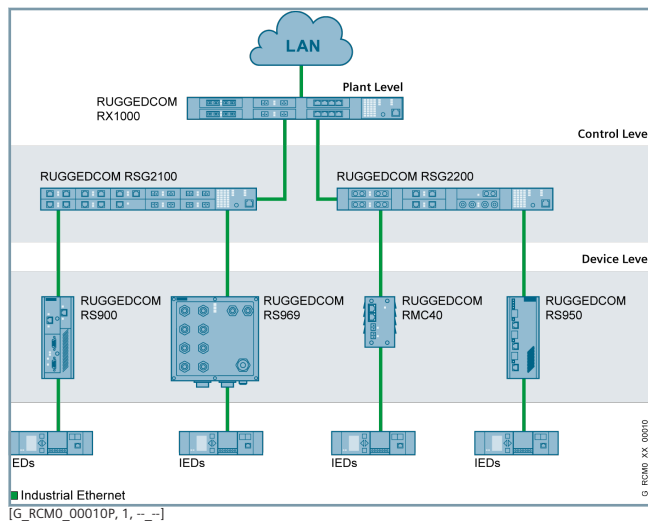 LAN
Plant Level
RUGGEDCOM
RX1000
Control Leve
RUGGEDCOM RSG2100
RUGGEDCOM RSG2200
Device Leve
RUGGEDCOM
RS900
RUGGEDCOM
RS969
RUGGEDCOM
RMC40
RUGGEDCOM
RS950
EDs
IEDs
IEDs
IEDs
G_RCM0_XX_00010
Industrial Ethernet
[G_RCM0_00010P, 1, --_--]